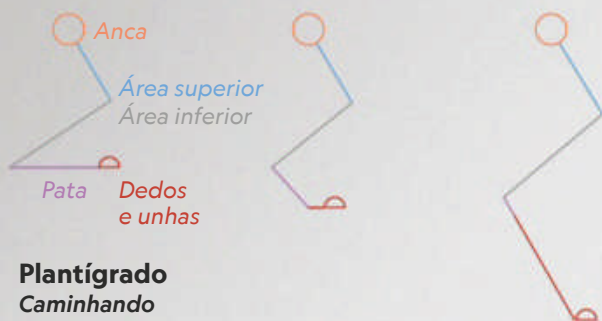 Anca
Área superior
Área inferior
Pata
Dedos
e unhas
Plantígrado
Caminhando